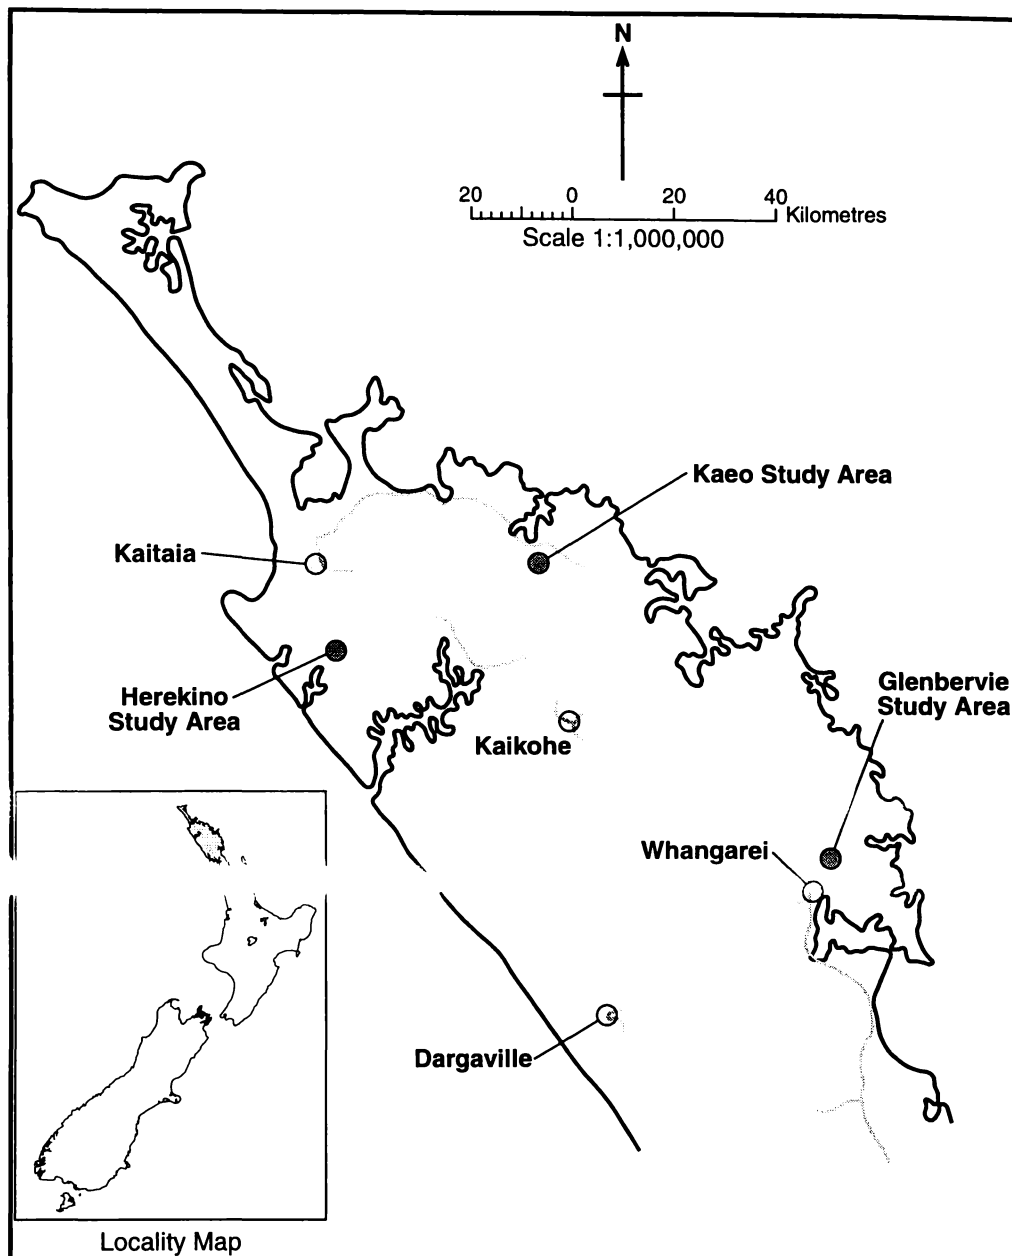 N
20 0 20 40 Kilometres
Scale 1:1,000,000
Kaeo Study Area
Kaitaia
Herekino
Study Area
Glenbervie
Study Area
Kaikohe
Whangarei
Dargaville
Locality Map